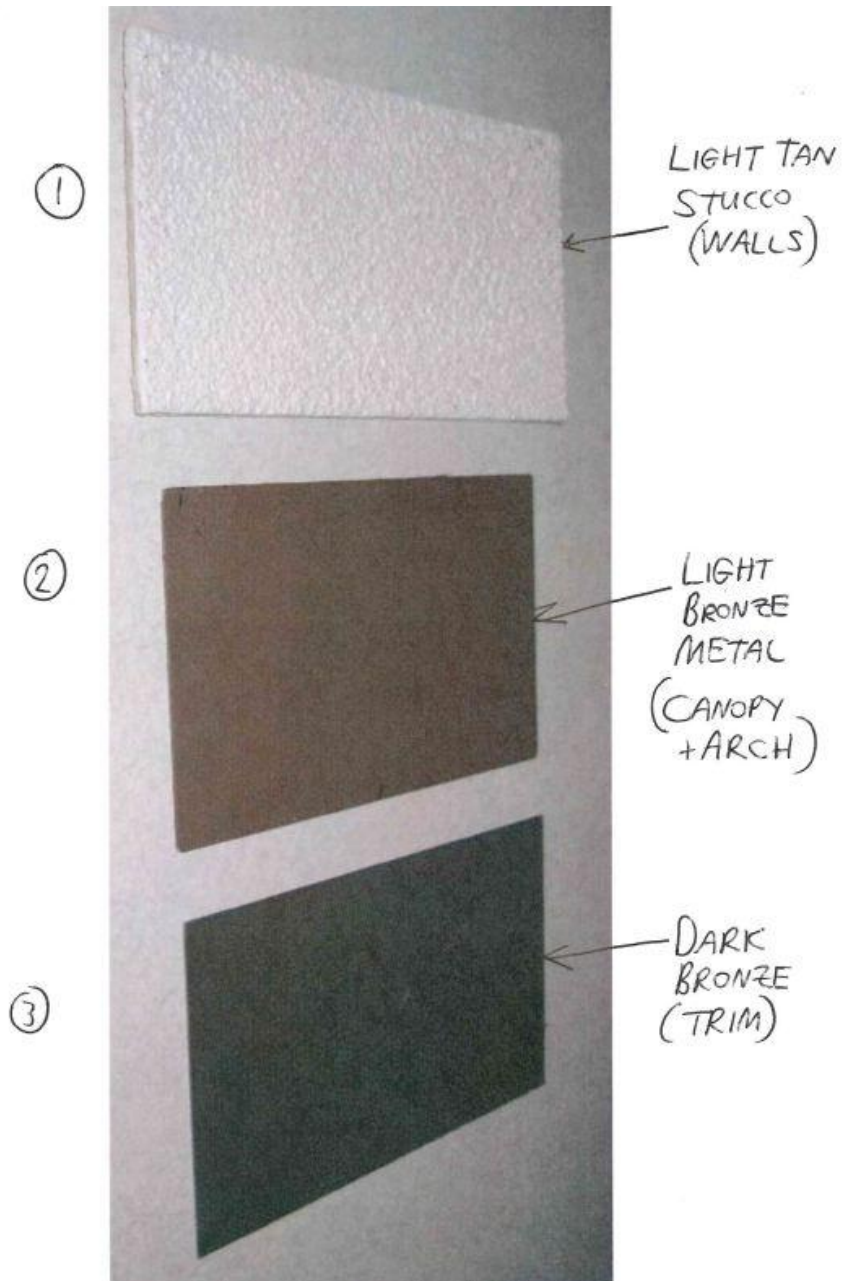 ①
LIGHT TAN
STUCCO
(WALLS)
②
LIGHT
BRONZE
METAL
(CANOPY
+ARCH)
③
DARK
BRONZE
(TRIM)